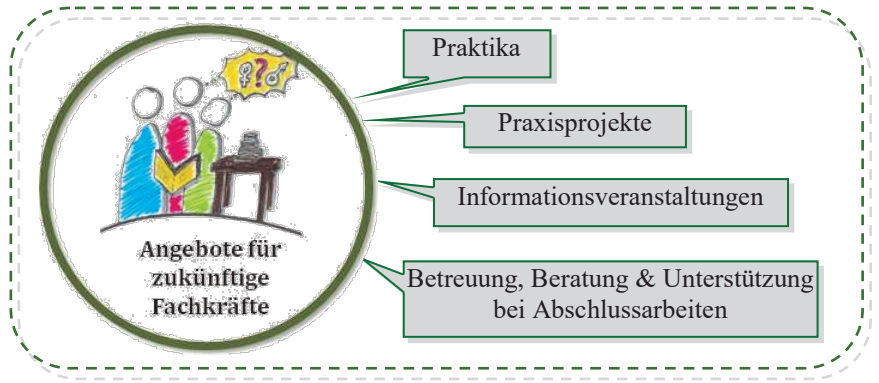 Angebote für
zukünftige
Fachkräfte
Praktika
Praxisprojekte
Informationsveranstaltungen
Betreuung, Beratung & Unterstützung
bei Abschlussarbeiten